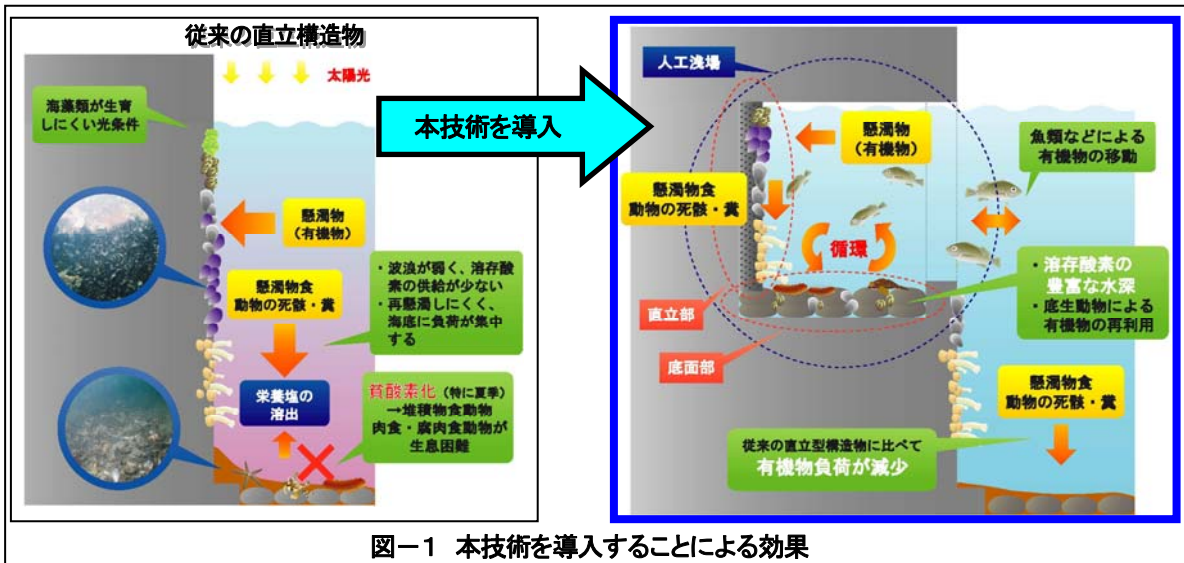 従来の直立構造物
太陽光
海藻類が生育
しにくい光条件
懸濁物
(有機物)
懸濁物食
動物の死骸・糞
・波浪が弱く、溶存酸
素の供給が少ない
・再懸濁しにくく、
海底に負荷が集中
する
栄養塩の
溶出
貧酸素化(特に夏季)
→堆積物食動物
肉食・腐肉食動物が
生息困難
本技術を導入
人工浅場
懸濁物
(有機物)
懸濁物食
動物の死骸・糞
循環
魚類などによる
有機物の移動
・溶存酸素の
豊富な水深
・底生動物による
有機物の再利用
直立部
底面部
懸濁物食
動物の死骸・糞
従来の直立型構造物に比べて
有機物負荷が減少
図-1 本技術を導入することによる効果